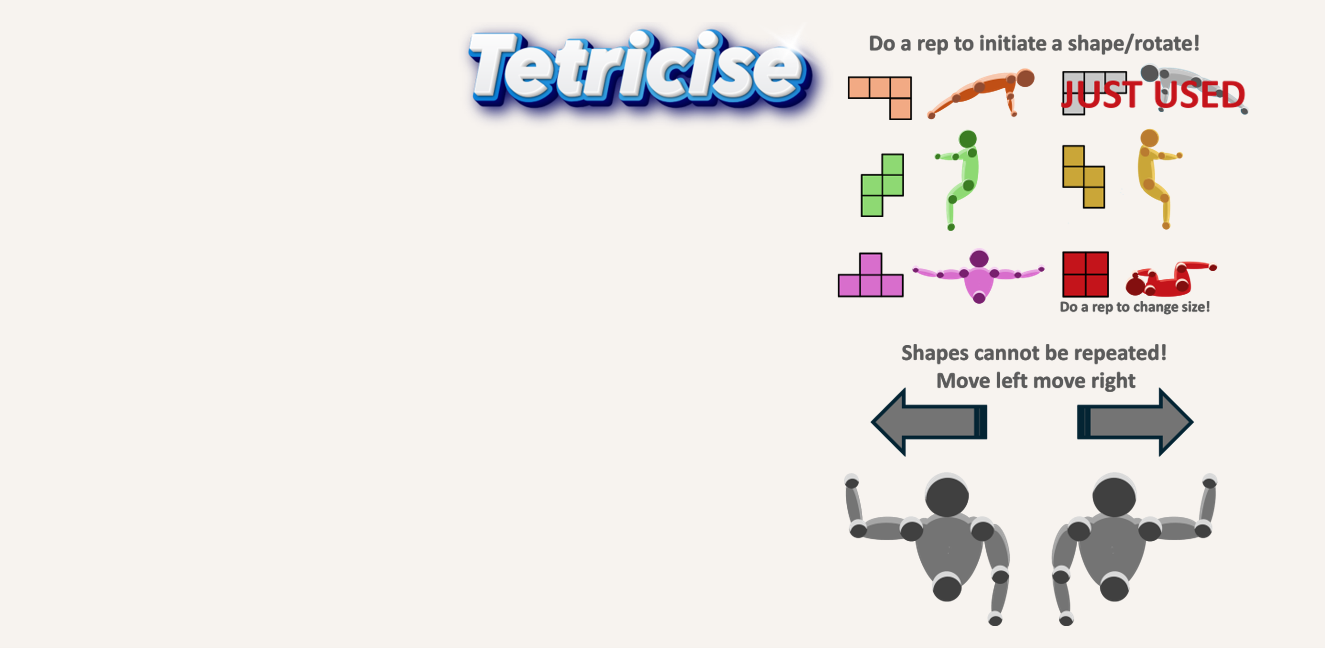 Tetricise
Do a rep to initiate a shape/rotate!
JUST USED
Do a rep to change size!
Shapes cannot be repeated!
Move left move right